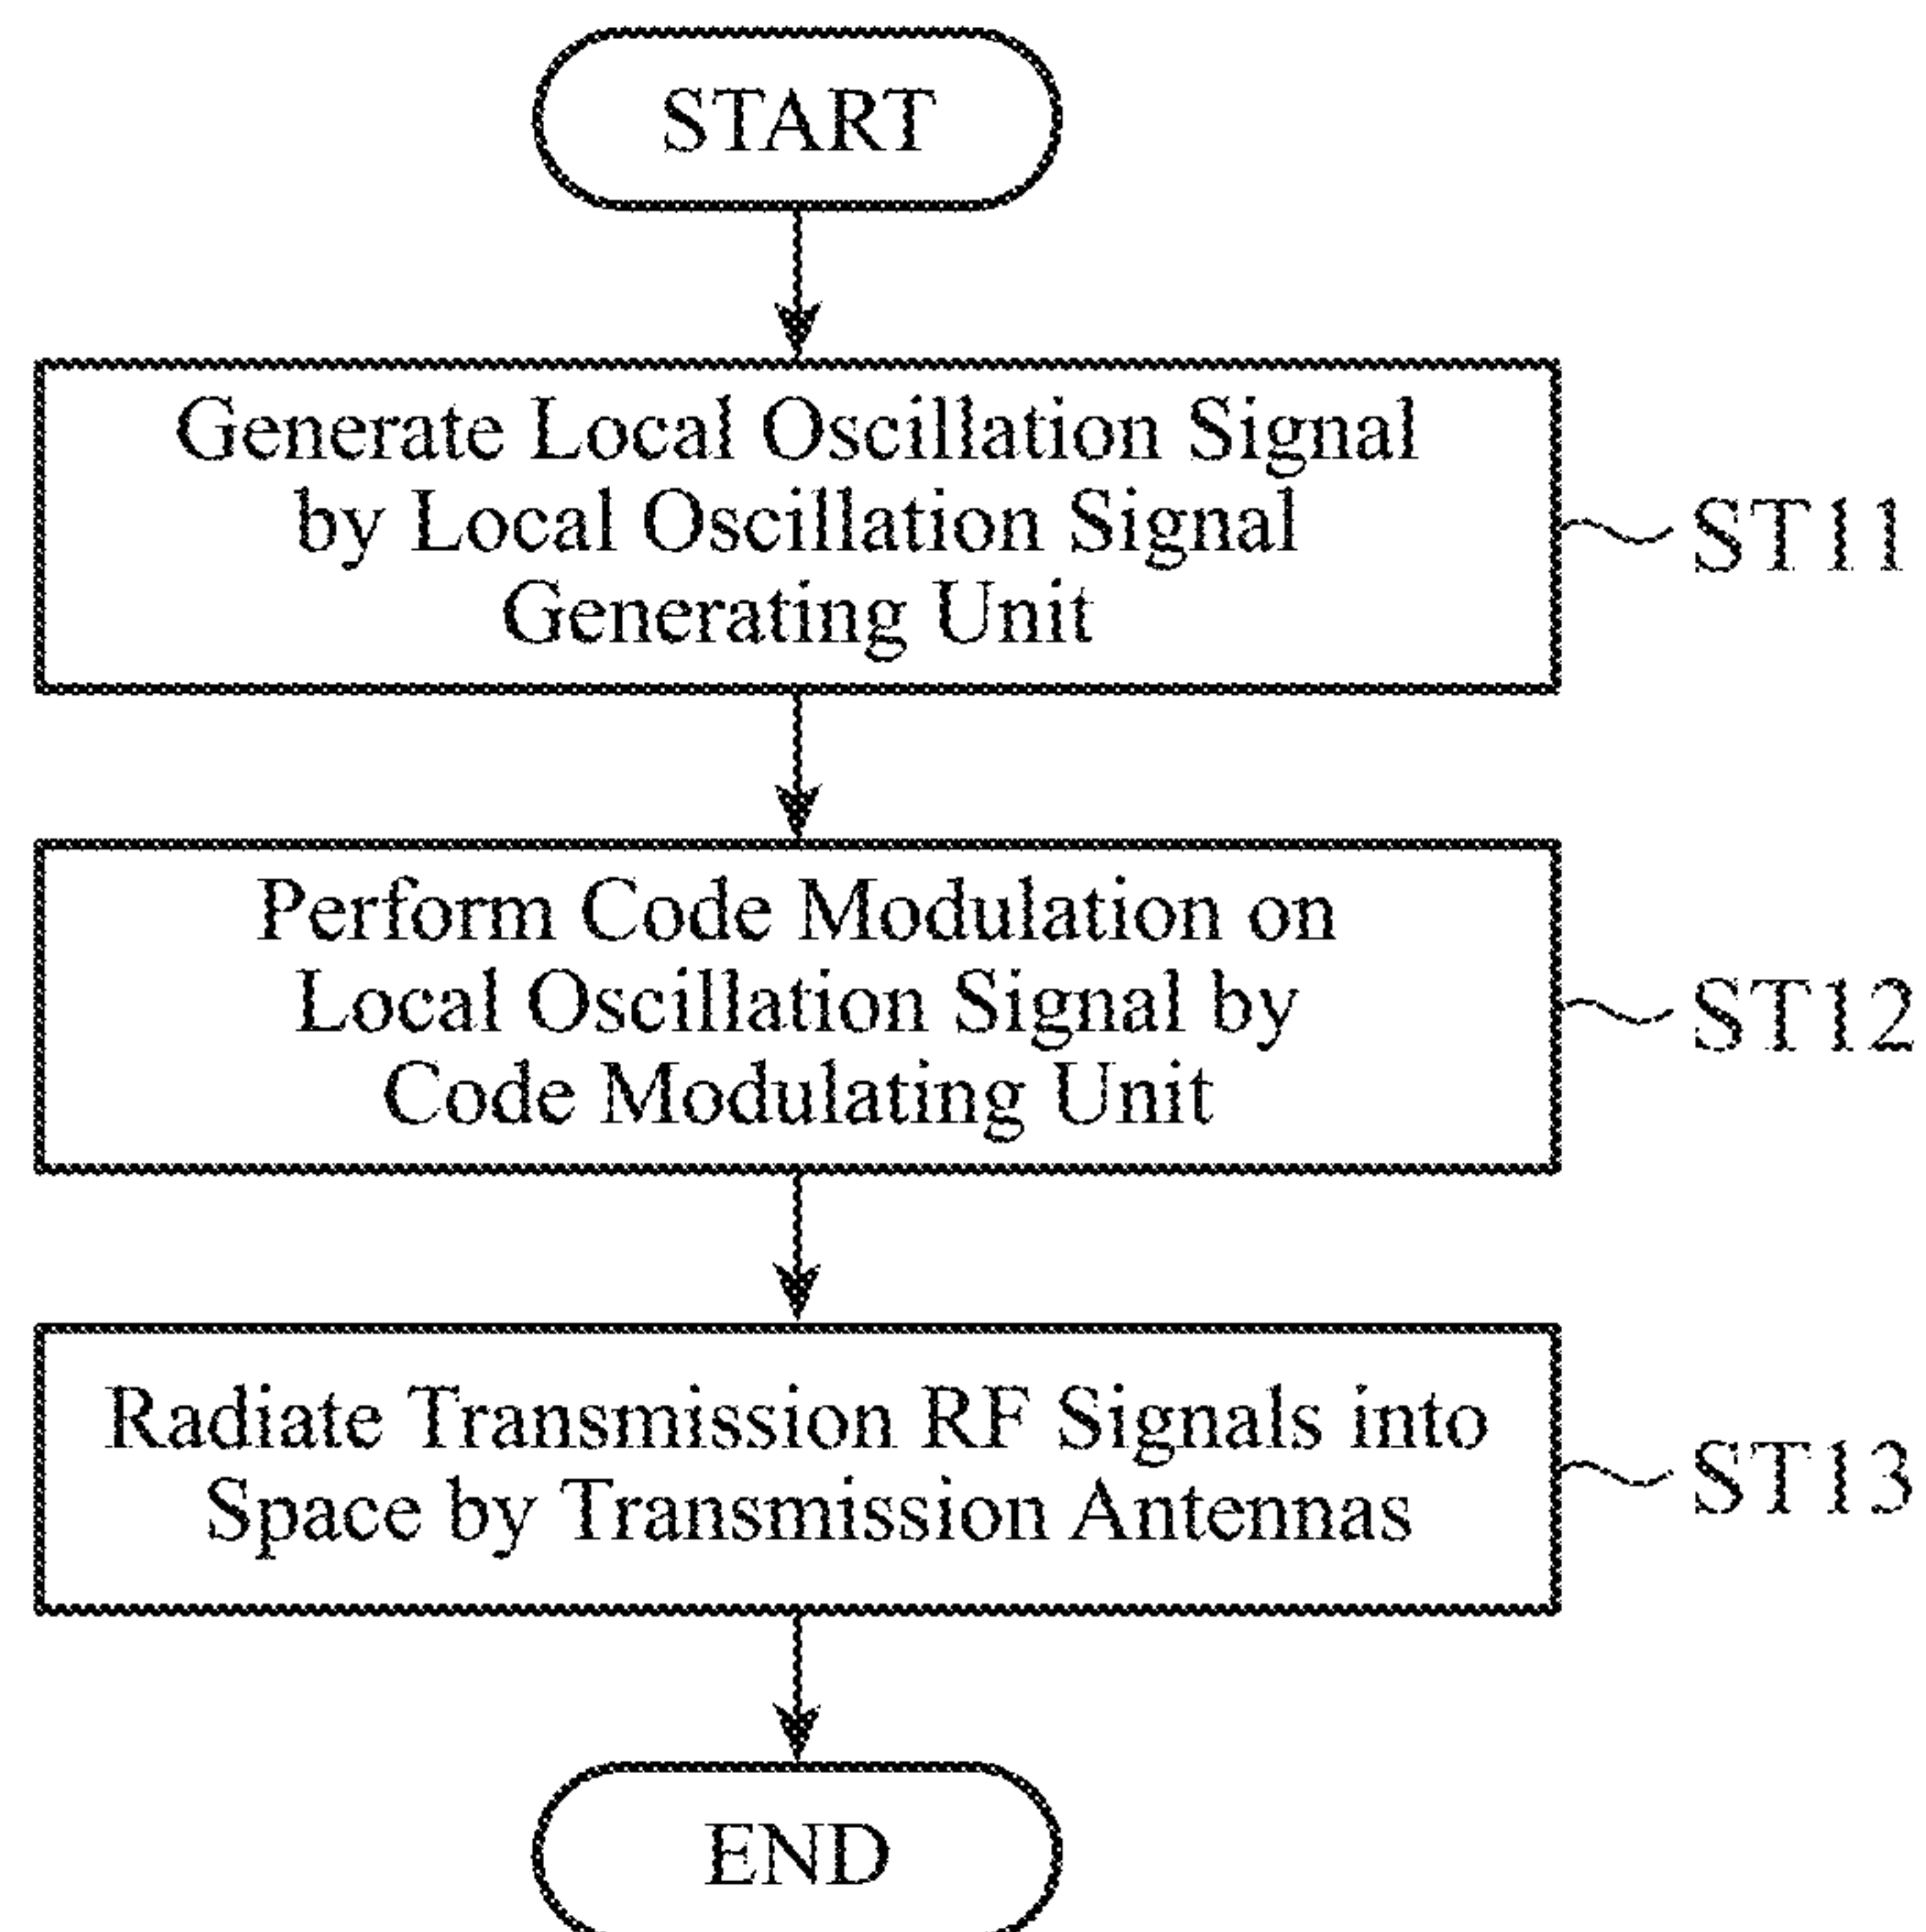 START
Generate Local Oscillation Signal
by Local Oscillation Signal
Generating Unit
ST11
Perform Code Modulation on
Local Oscillation Signal by
Code Modulating Unit
ST12
Radiate Transmission RF Signals into
Space by Transmission Antennas
ST13
END